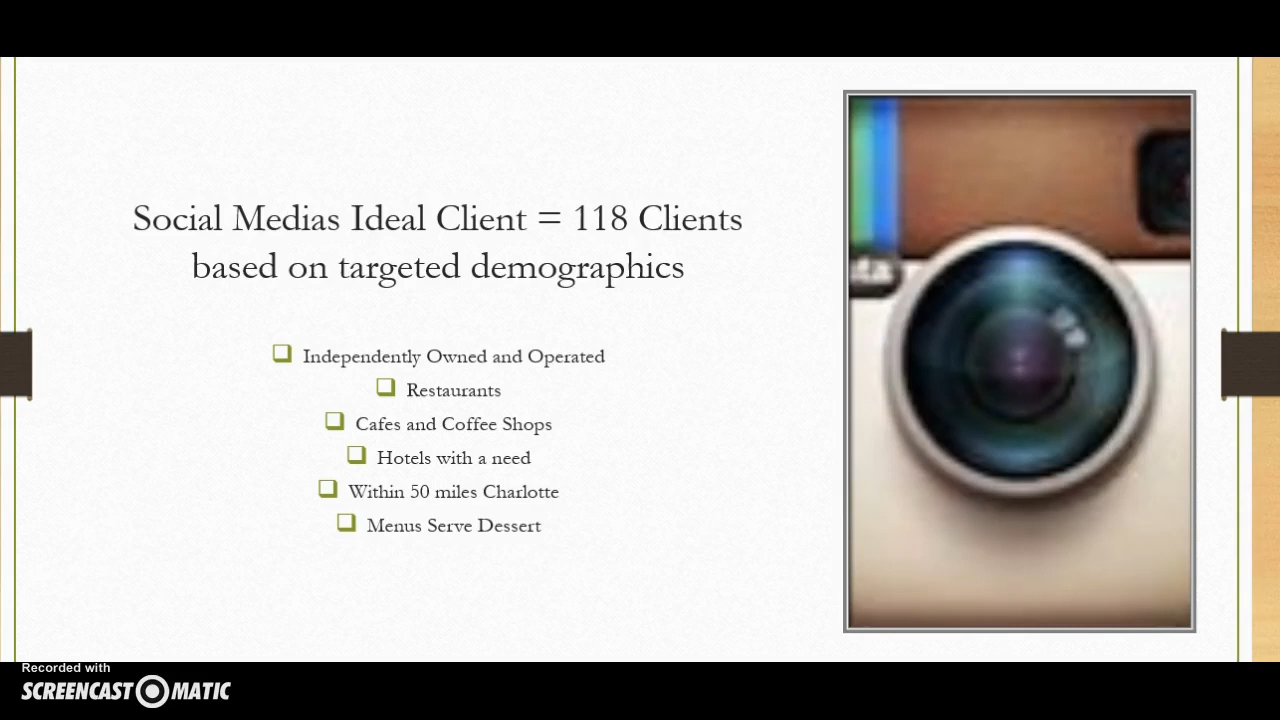 Social Medias Ideal Client = 118 Clients
based on targeted demographics
Independently Owned and Operated
Restaurants
Cafes and Coffee Shops
Hotels with a need
Within 50 miles Charlotte
Menus Serve Dessert
Recorded with
SCREENCAST MATIC